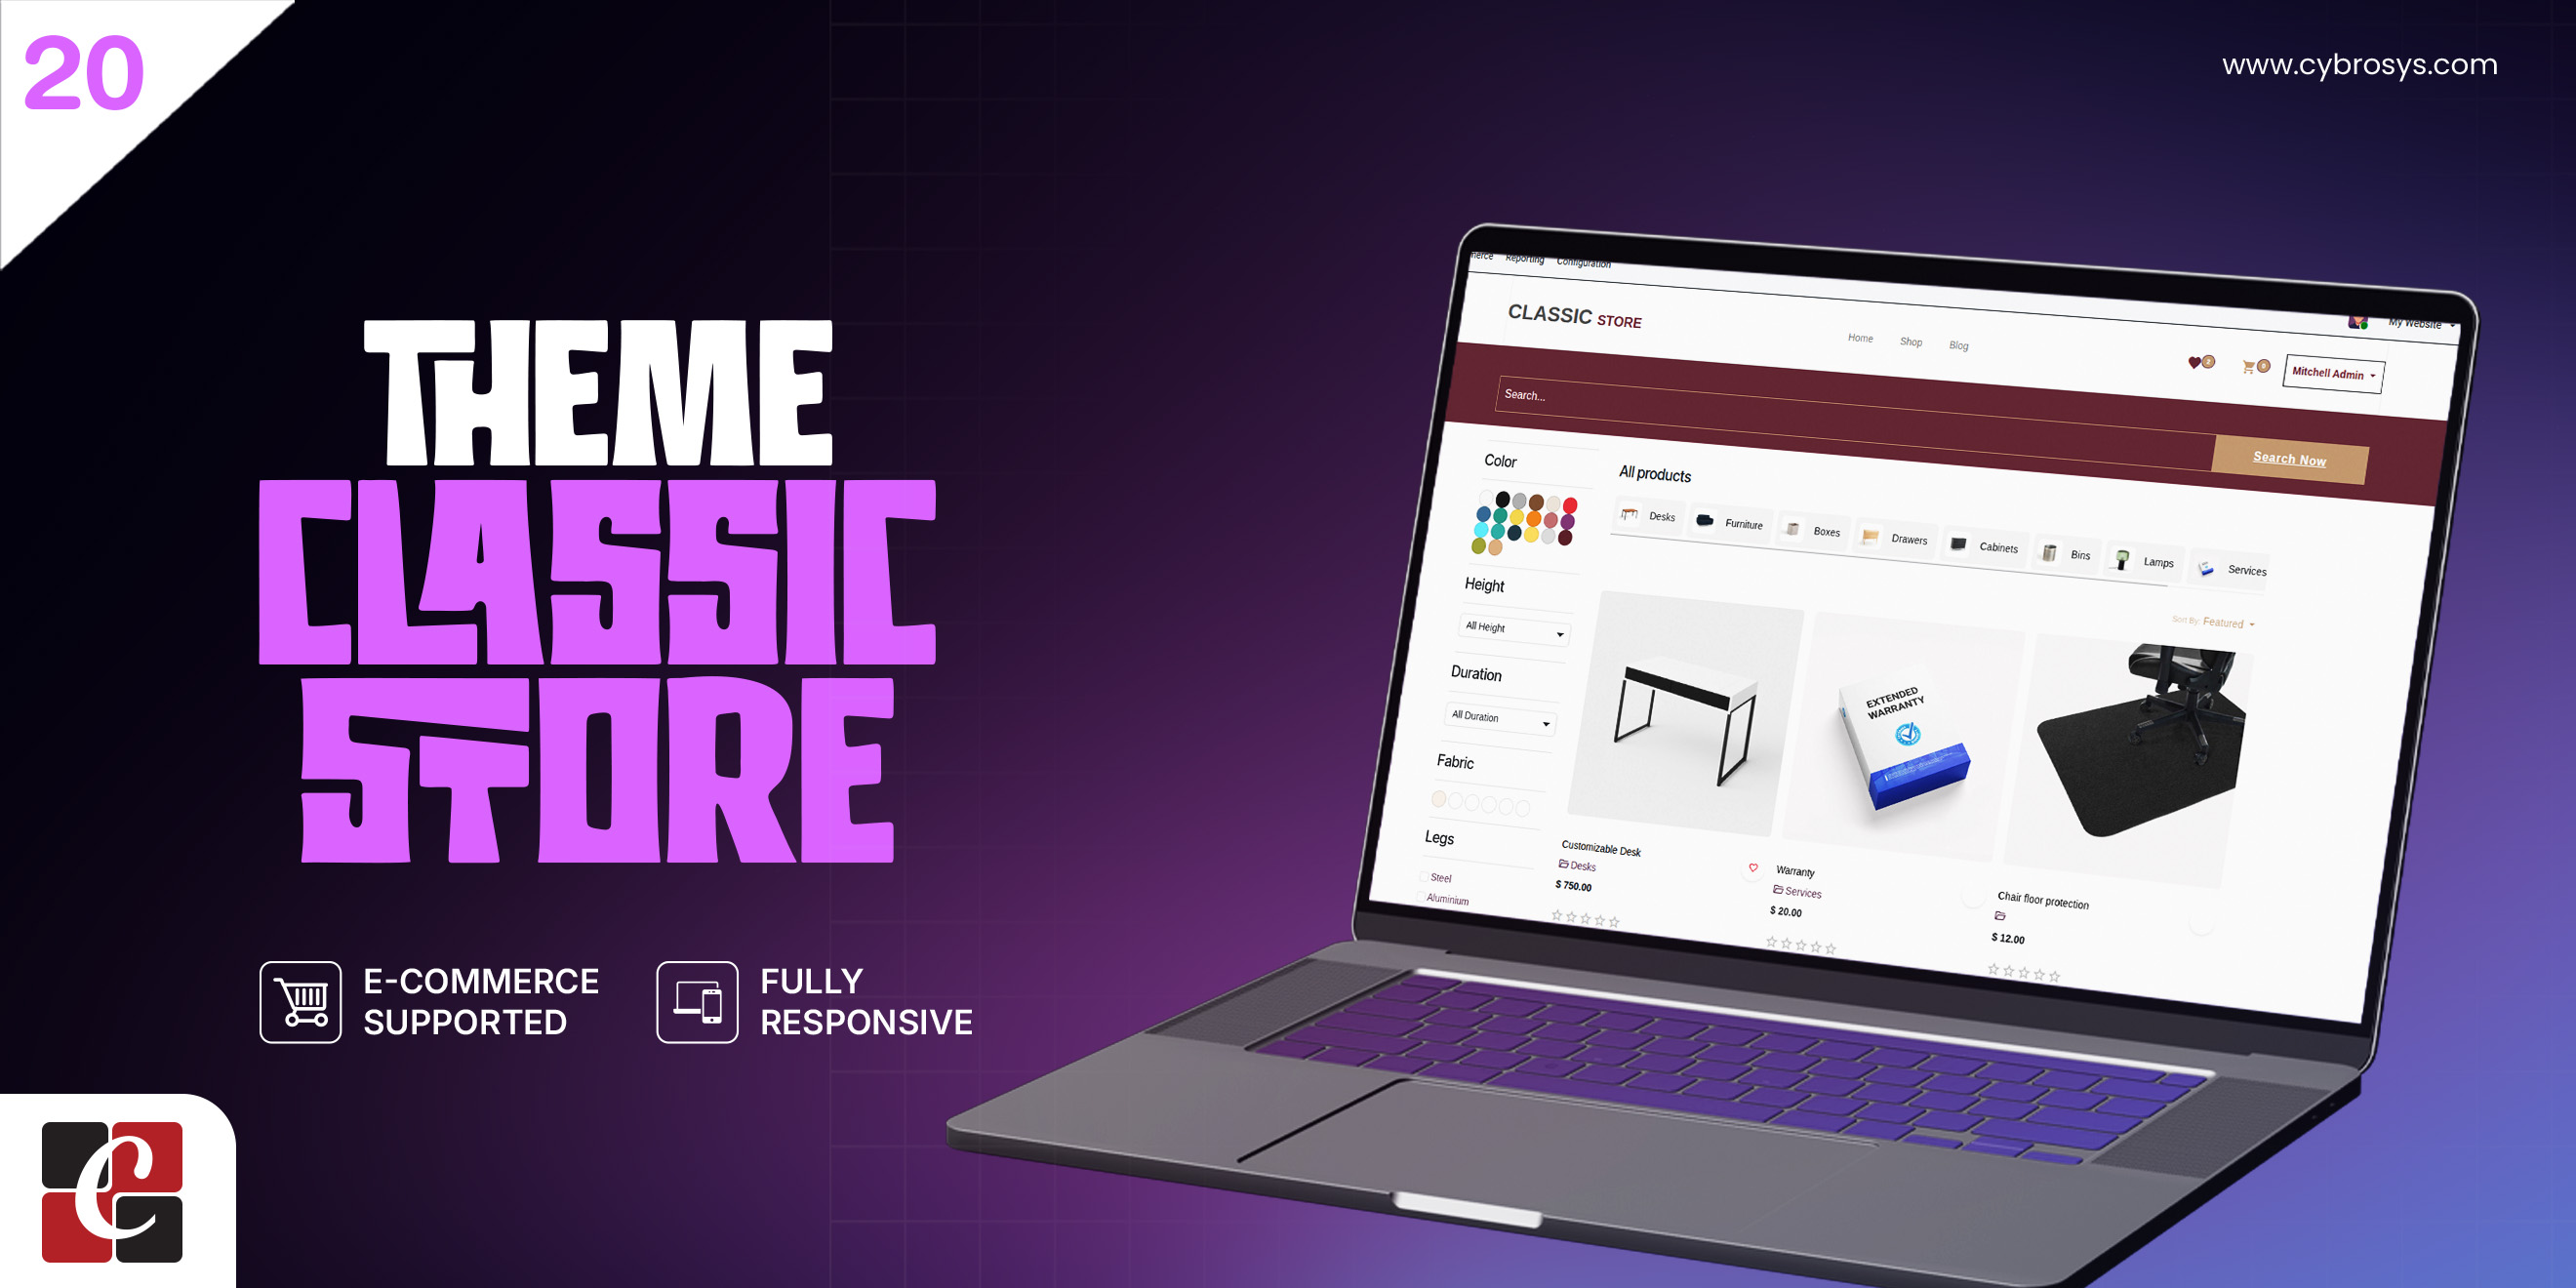 20
www.cybrosys.com
THEME
CLASSIC
STORE
E-COMMERCE
SUPPORTED
FULLY
RESPONSIVE
C
Reporting Configuration
My Website
CLASSIC STORE
Home Shop Blog
2
0
Mitchell Admin
Search...
Search Now
Color
All products
Desks Furniture Boxes Drawers Cabinets Bins Lamps Services
Sort By: Featured
Height
All Height
Duration
All Duration
Fabric
Legs
Steel
Aluminium
EXTENDED
WARRANTY
Customizable Desk
Desks
$ 750.00
Warranty
Services
$ 20.00
Chair floor protection
$ 12.00